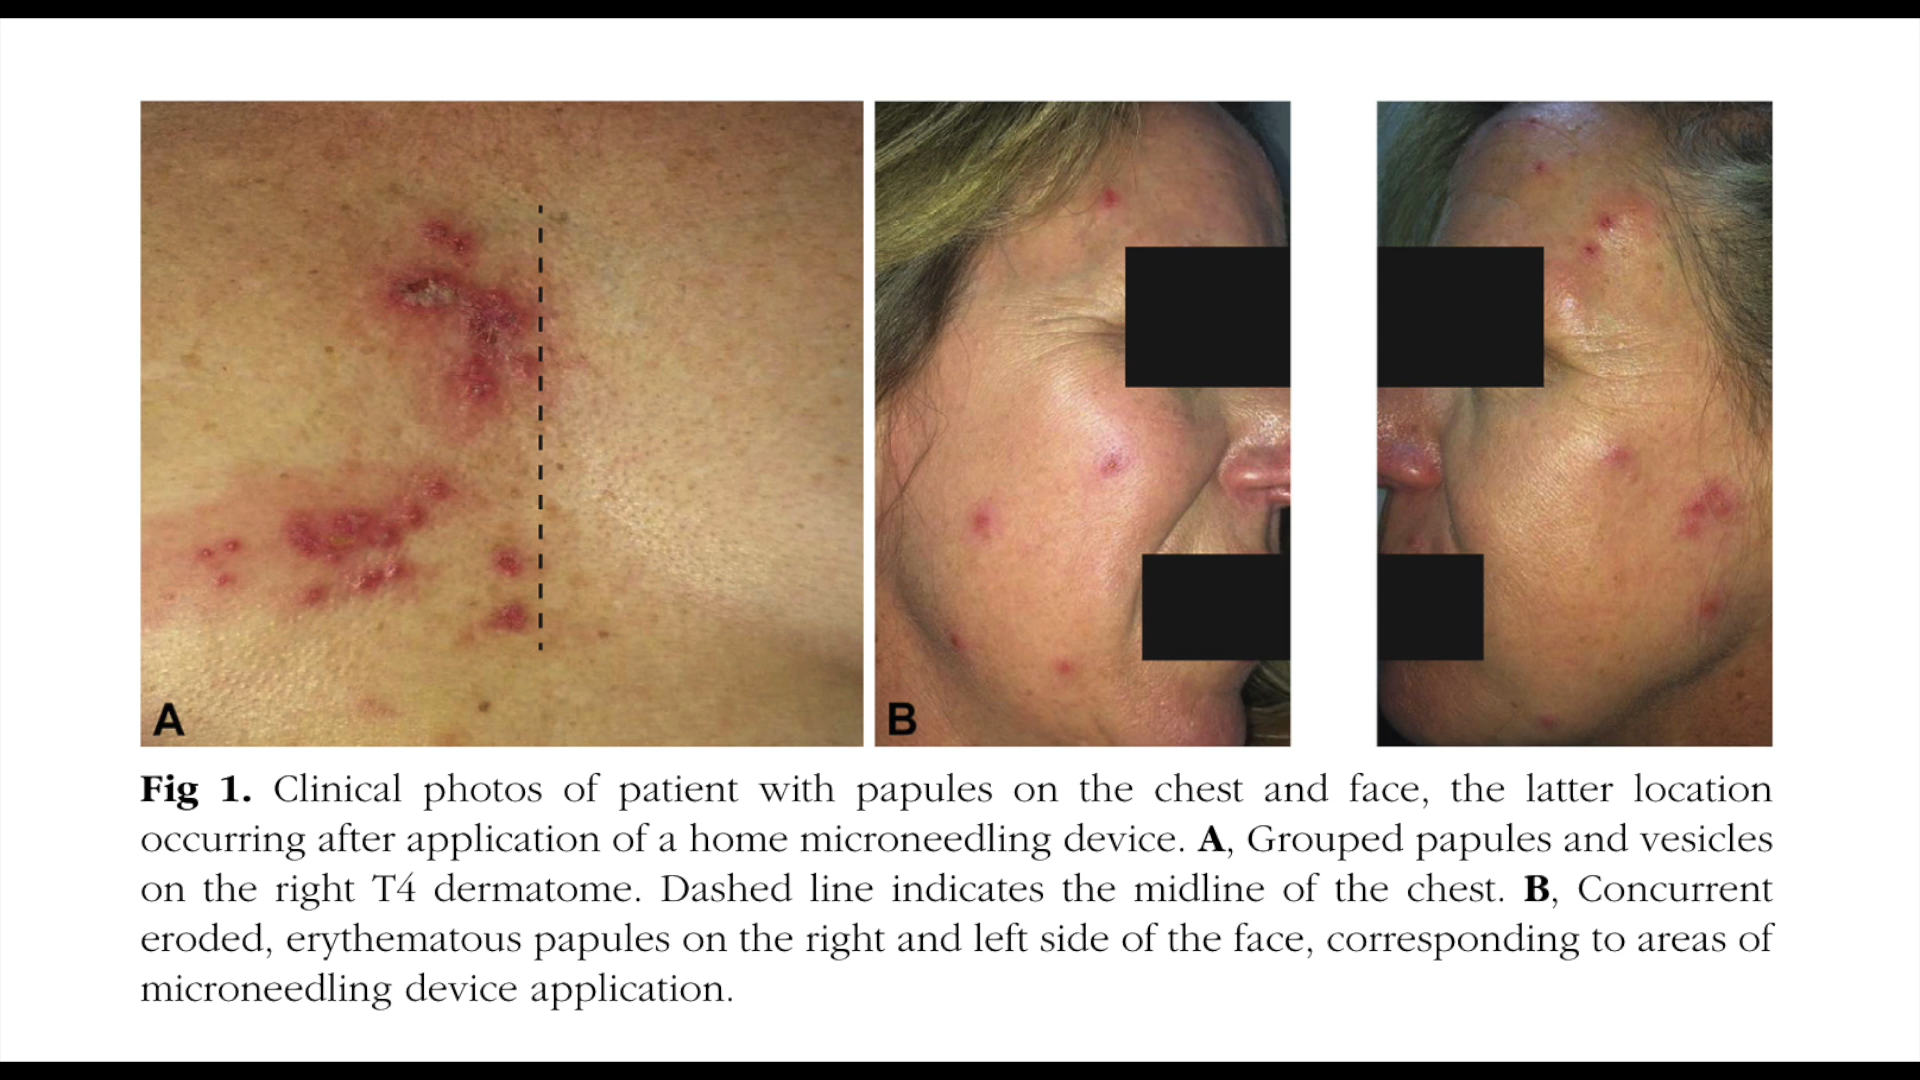 A
B
Fig 1. Clinical photos of patient with papules on the chest and face, the latter location
occurring after application of a home microneedling device. A, Grouped papules and vesicles
on the right T4 dermatome. Dashed line indicates the midline of the chest. B, Concurrent
eroded, erythematous papules on the right and left side of the face, corresponding to areas of
microneedling device application.